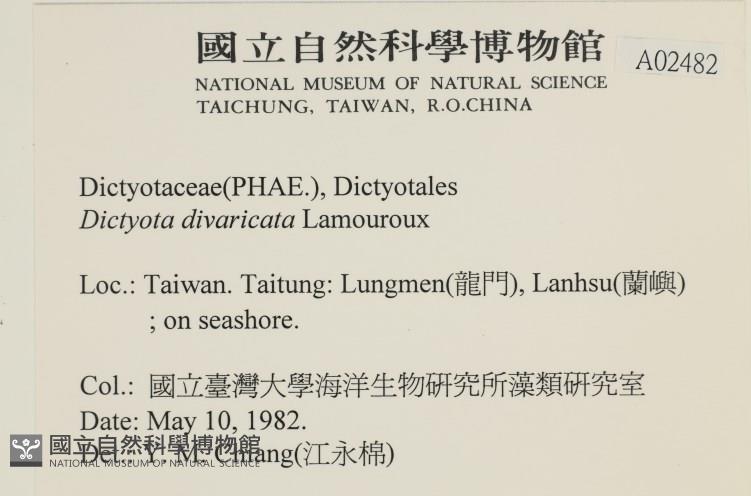 國立自然科學博物館
A02482
NATIONAL MUSEUM OF NATURAL SCIENCE
TAICHUNG, TAIWAN, R.O.CHINA
Dictyotaceae(PHAE.), Dictyotales
Dictyota divaricata Lamouroux
Loc.: Taiwan. Taitung: Lungmen(龍門), Lanhsu(蘭嶼)
; on seashore.
Col.: 國立臺灣大學海洋生物研究所藻類研究室
Date: May 10, 1982.
Det.: Y. M. Chiang(江永棉)
國立自然科學博物館
NATIONAL MUSEUM OF NATURAL SCIENCE